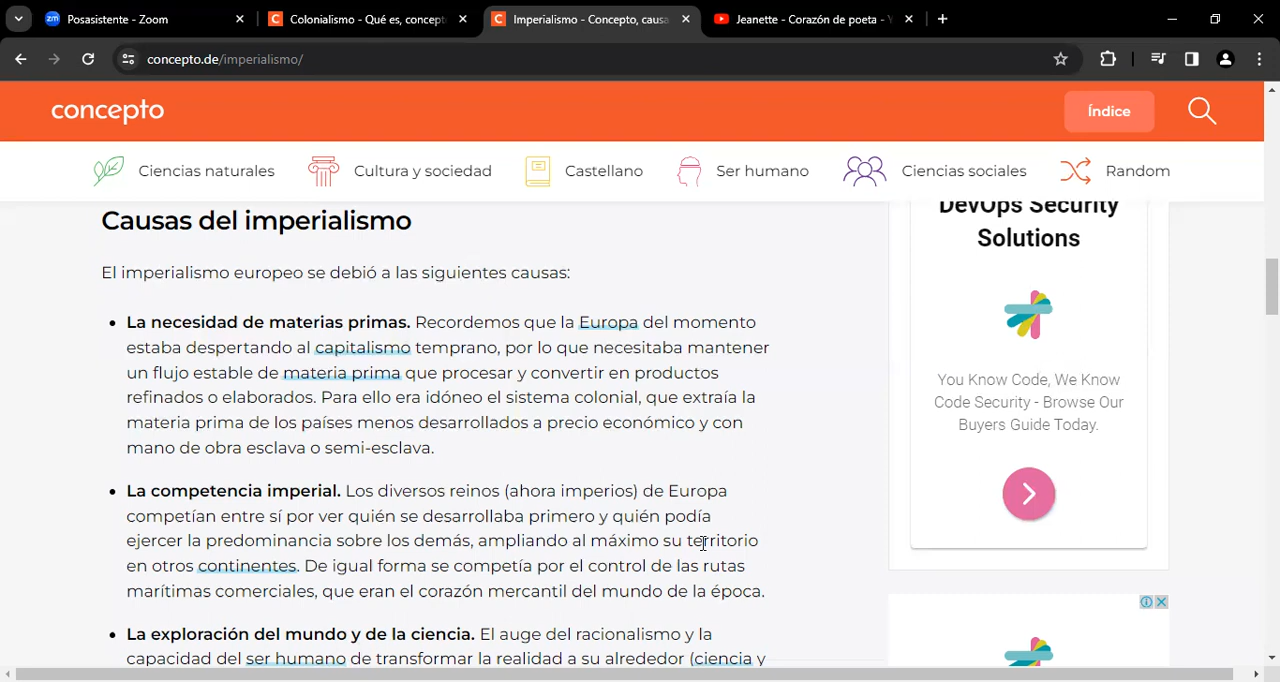 Posasistente - Zoom
Colonialismo - Qué es, concept
Imperialismo - Concepto, causa
Jeanette - Corazón de poeta -
concepto.de/imperialismo/
concepto
Índice
Ciencias naturales
Cultura y sociedad
Castellano
Ser humano
Ciencias sociales
Random
Causas del imperialismo
El imperialismo europeo se debió a las siguientes causas:
La necesidad de materias primas. Recordemos que la Europa del momento
estaba despertando al capitalismo temprano, por lo que necesitaba mantener
un flujo estable de materia prima que procesar y convertir en productos
refinados o elaborados. Para ello era idóneo el sistema colonial, que extraía la
materia prima de los países menos desarrollados a precio económico y con
mano de obra esclava o semi-esclava.
La competencia imperial. Los diversos reinos (ahora imperios) de Europa
competían entre sí por ver quién se desarrollaba primero y quién podía
ejercer la predominancia sobre los demás, ampliando al máximo su territorio
en otros continentes. De igual forma se competía por el control de las rutas
marítimas comerciales, que eran el corazón mercantil del mundo de la época.
La exploración del mundo y de la ciencia. El auge del racionalismo y la
capacidad del ser humano de transformar la realidad a su alrededor (ciencia y
DevOps Security
Solutions
You Know Code, We Know
Code Security - Browse Our
Buyers Guide Today.